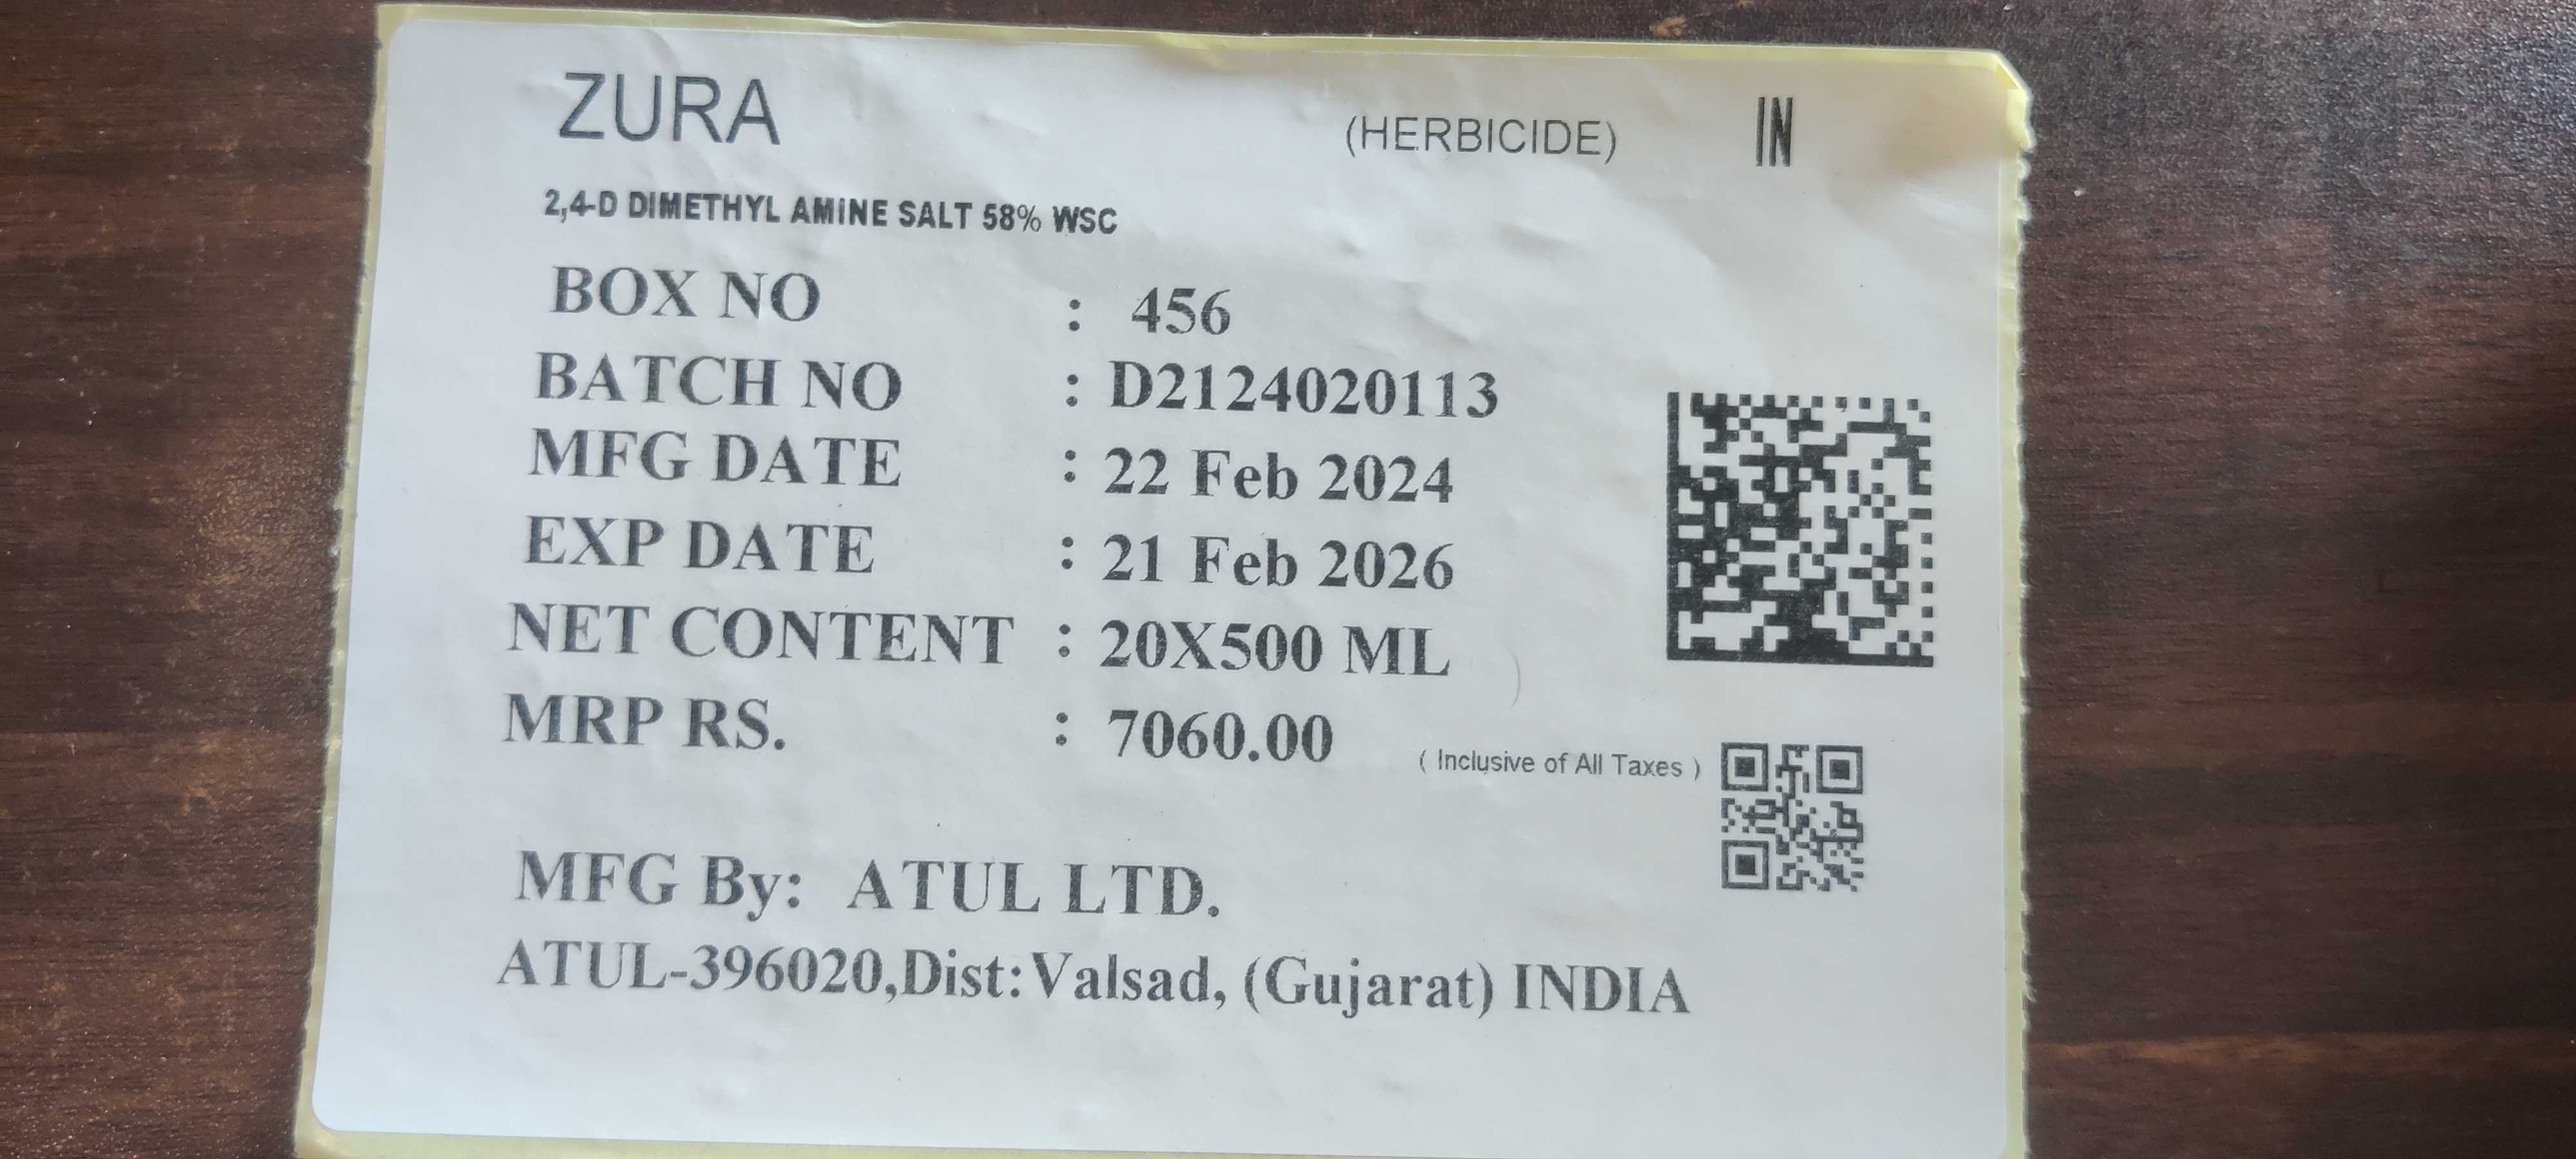 ZURA (HERBICIDE) IN
2,4-D DIMETHYL AMINE SALT 58% WSC
BOX NO : 456
BATCH NO : D2124020113
MFG DATE : 22 Feb 2024
EXP DATE : 21 Feb 2026
NET CONTENT : 20X500 ML
MRP RS. : 7060.00 ( Inclusive of All Taxes )
MFG By: ATUL LTD.
ATUL-396020,Dist:Valsad, (Gujarat) INDIA